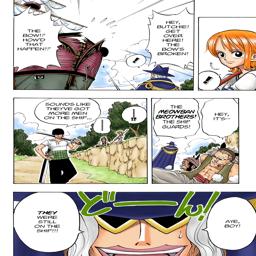 THE
BOW!?
HOW'D
THAT
HAPPEN!?
HEY,
BUTCHIE!
GET
OVER
HERE!
THE
BOW'S
BROKEN!
!
SOUNDS LIKE
THEY'VE GOT
MORE MEN
ON THE SHIP...
HEY,
IT'S--
THE
MEOWBAN
BROTHERS!
THE SHIP
GUARDS!
どーーん!
THEY
WERE
STILL
ON THE
SHIP!!!
AYE,
BOY!